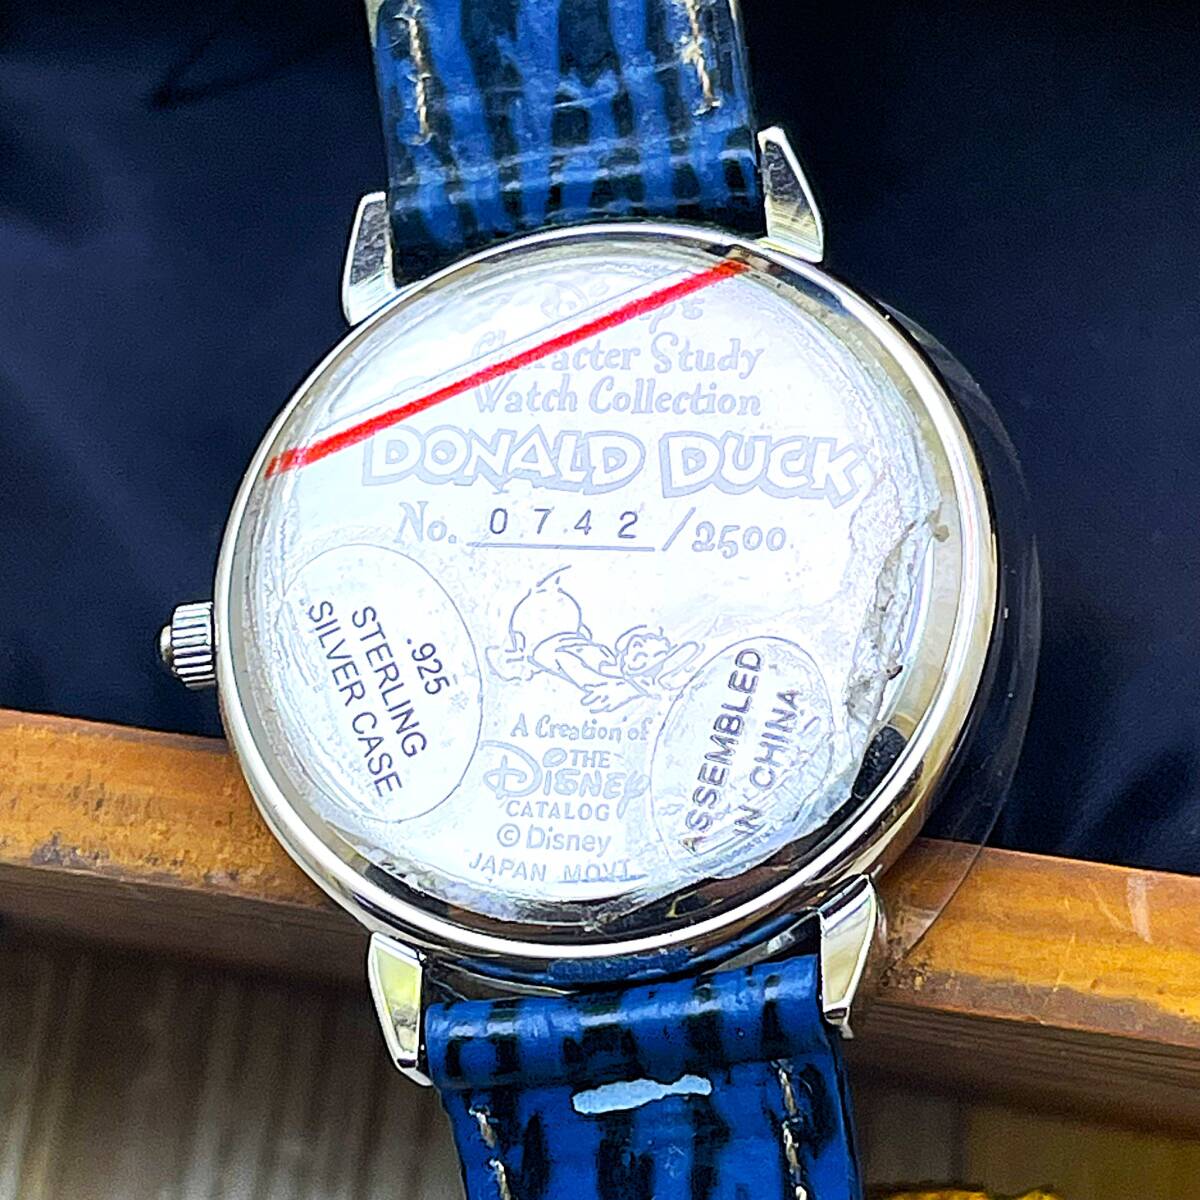 Character Study
Watch Collection
DONALD DUCK
No. 0742/2500
.925
STERLING
SILVER CASE
A Creation of
THE
DISNEY
CATALOG
© Disney
JAPAN MOVT
ASSEMBLED
IN CHINA